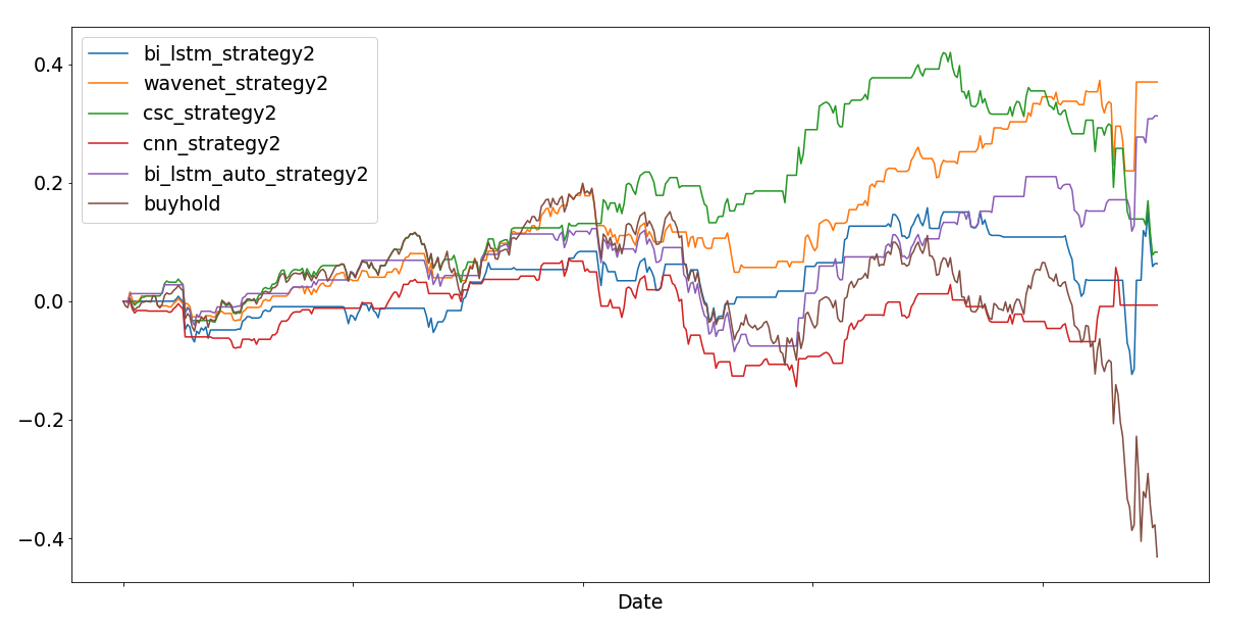 bi_lstm_strategy2
wavenet_strategy2
csc_strategy2
cnn_strategy2
bi_lstm_auto_strategy2
buyhold
0.4
0.2
0.0
−0.2
−0.4
Date